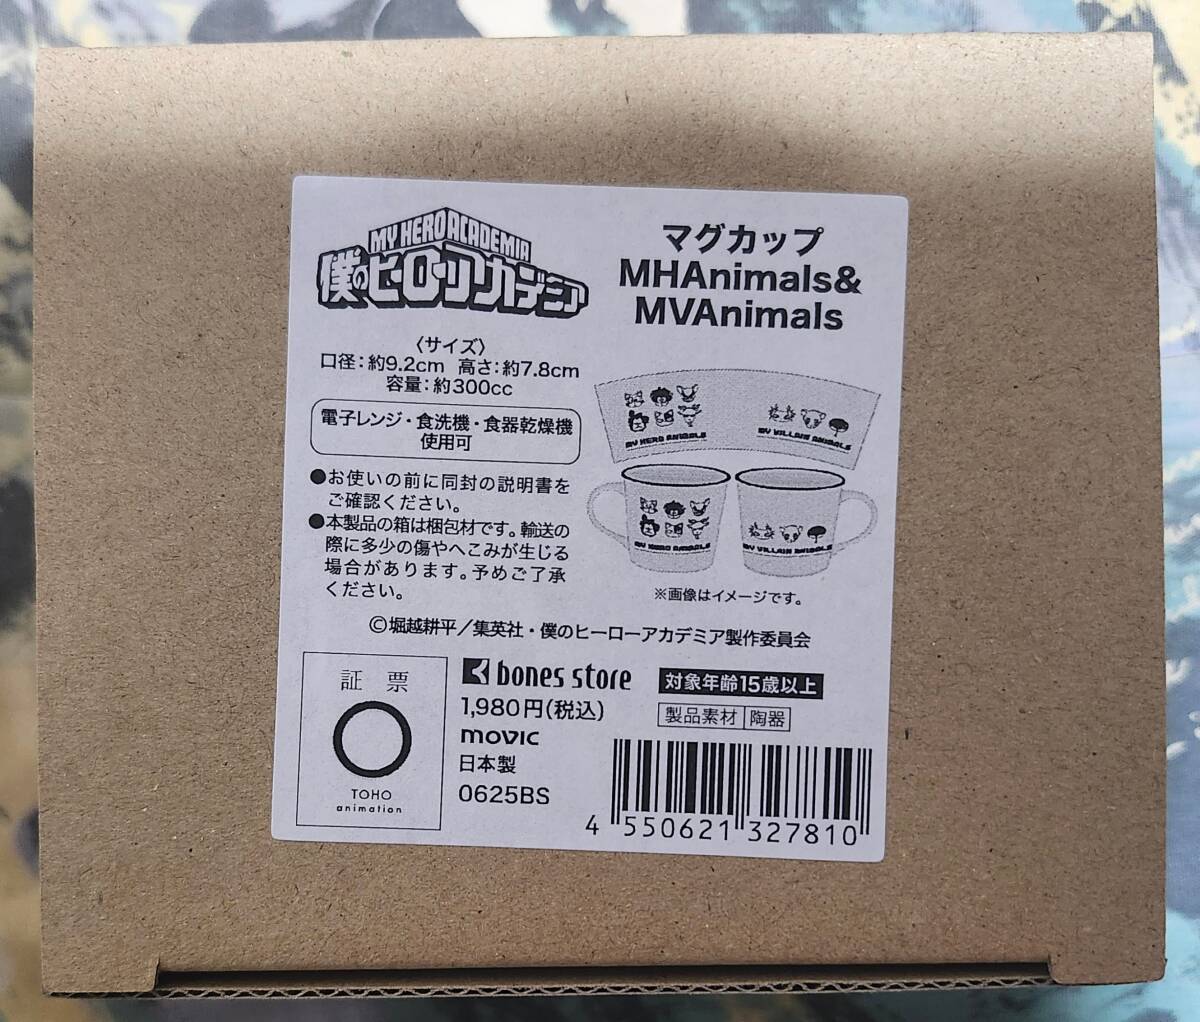 MY HERO ACADEMIA
僕のヒーローアカデミア
マグカップ
MHAnimals&
MVAnimals
〈サイズ〉
口径:約9.2cm 高さ:約7.8cm
容量:約300cc
電子レンジ・食洗機・食器乾燥機
使用可
●お使いの前に同封の説明書を
ご確認ください。
●本製品の箱は梱包材です。輸送の
際に多少の傷やへこみが生じる
場合があります。予めご了承
ください。
MY HERO ANIMALS
MY VILLAIN ANIMALS
MY HERO ANIMALS
MY VILLAIN ANIMALS
※画像はイメージです。
©堀越耕平/集英社・僕のヒーローアカデミア製作委員会
証 票
TOHO
animation
bones store
1,980円(税込)
movic
日本製
0625BS
対象年齢15歳以上
製品素材 陶器
4 550621 327810